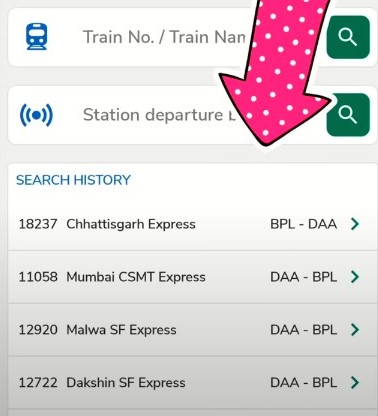 Train No. / Train Nam
Station departure
SEARCH HISTORY
18237 Chhattisgarh Express BPL - DAA
11058 Mumbai CSMT Express DAA - BPL
12920 Malwa SF Express DAA - BPL
12722 Dakshin SF Express DAA - BPL